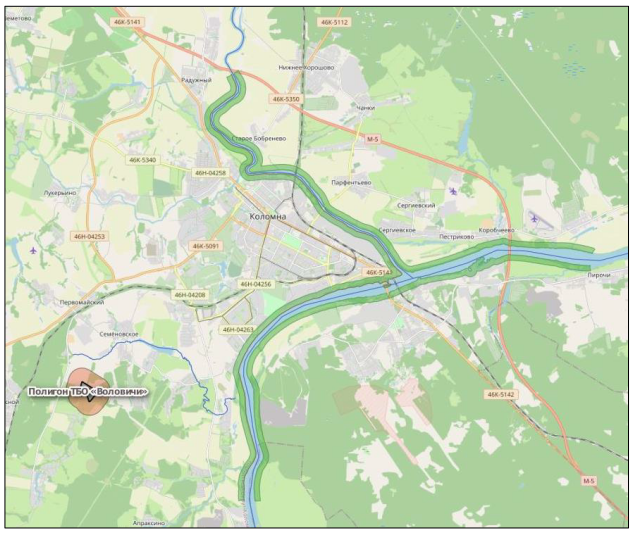 46К-5141
46К-5112
Нижнее Хорошово
Радужный
46К-5350
Чанки
Старое Бобренево
М-5
46К-5340
46Н-04258
Лукерьино
Парфентьево
Сергиевский
Коломна
Сергиевское
Коробнеево
Пестриково
46Н-04253
46К-5091
46К-5141
Пирочи
46Н-04256
46Н-04208
Первомайский
46Н-04263
Семёновское
Полигон ТБО «Воловичи»
46К-5142
М-5
Апраксино